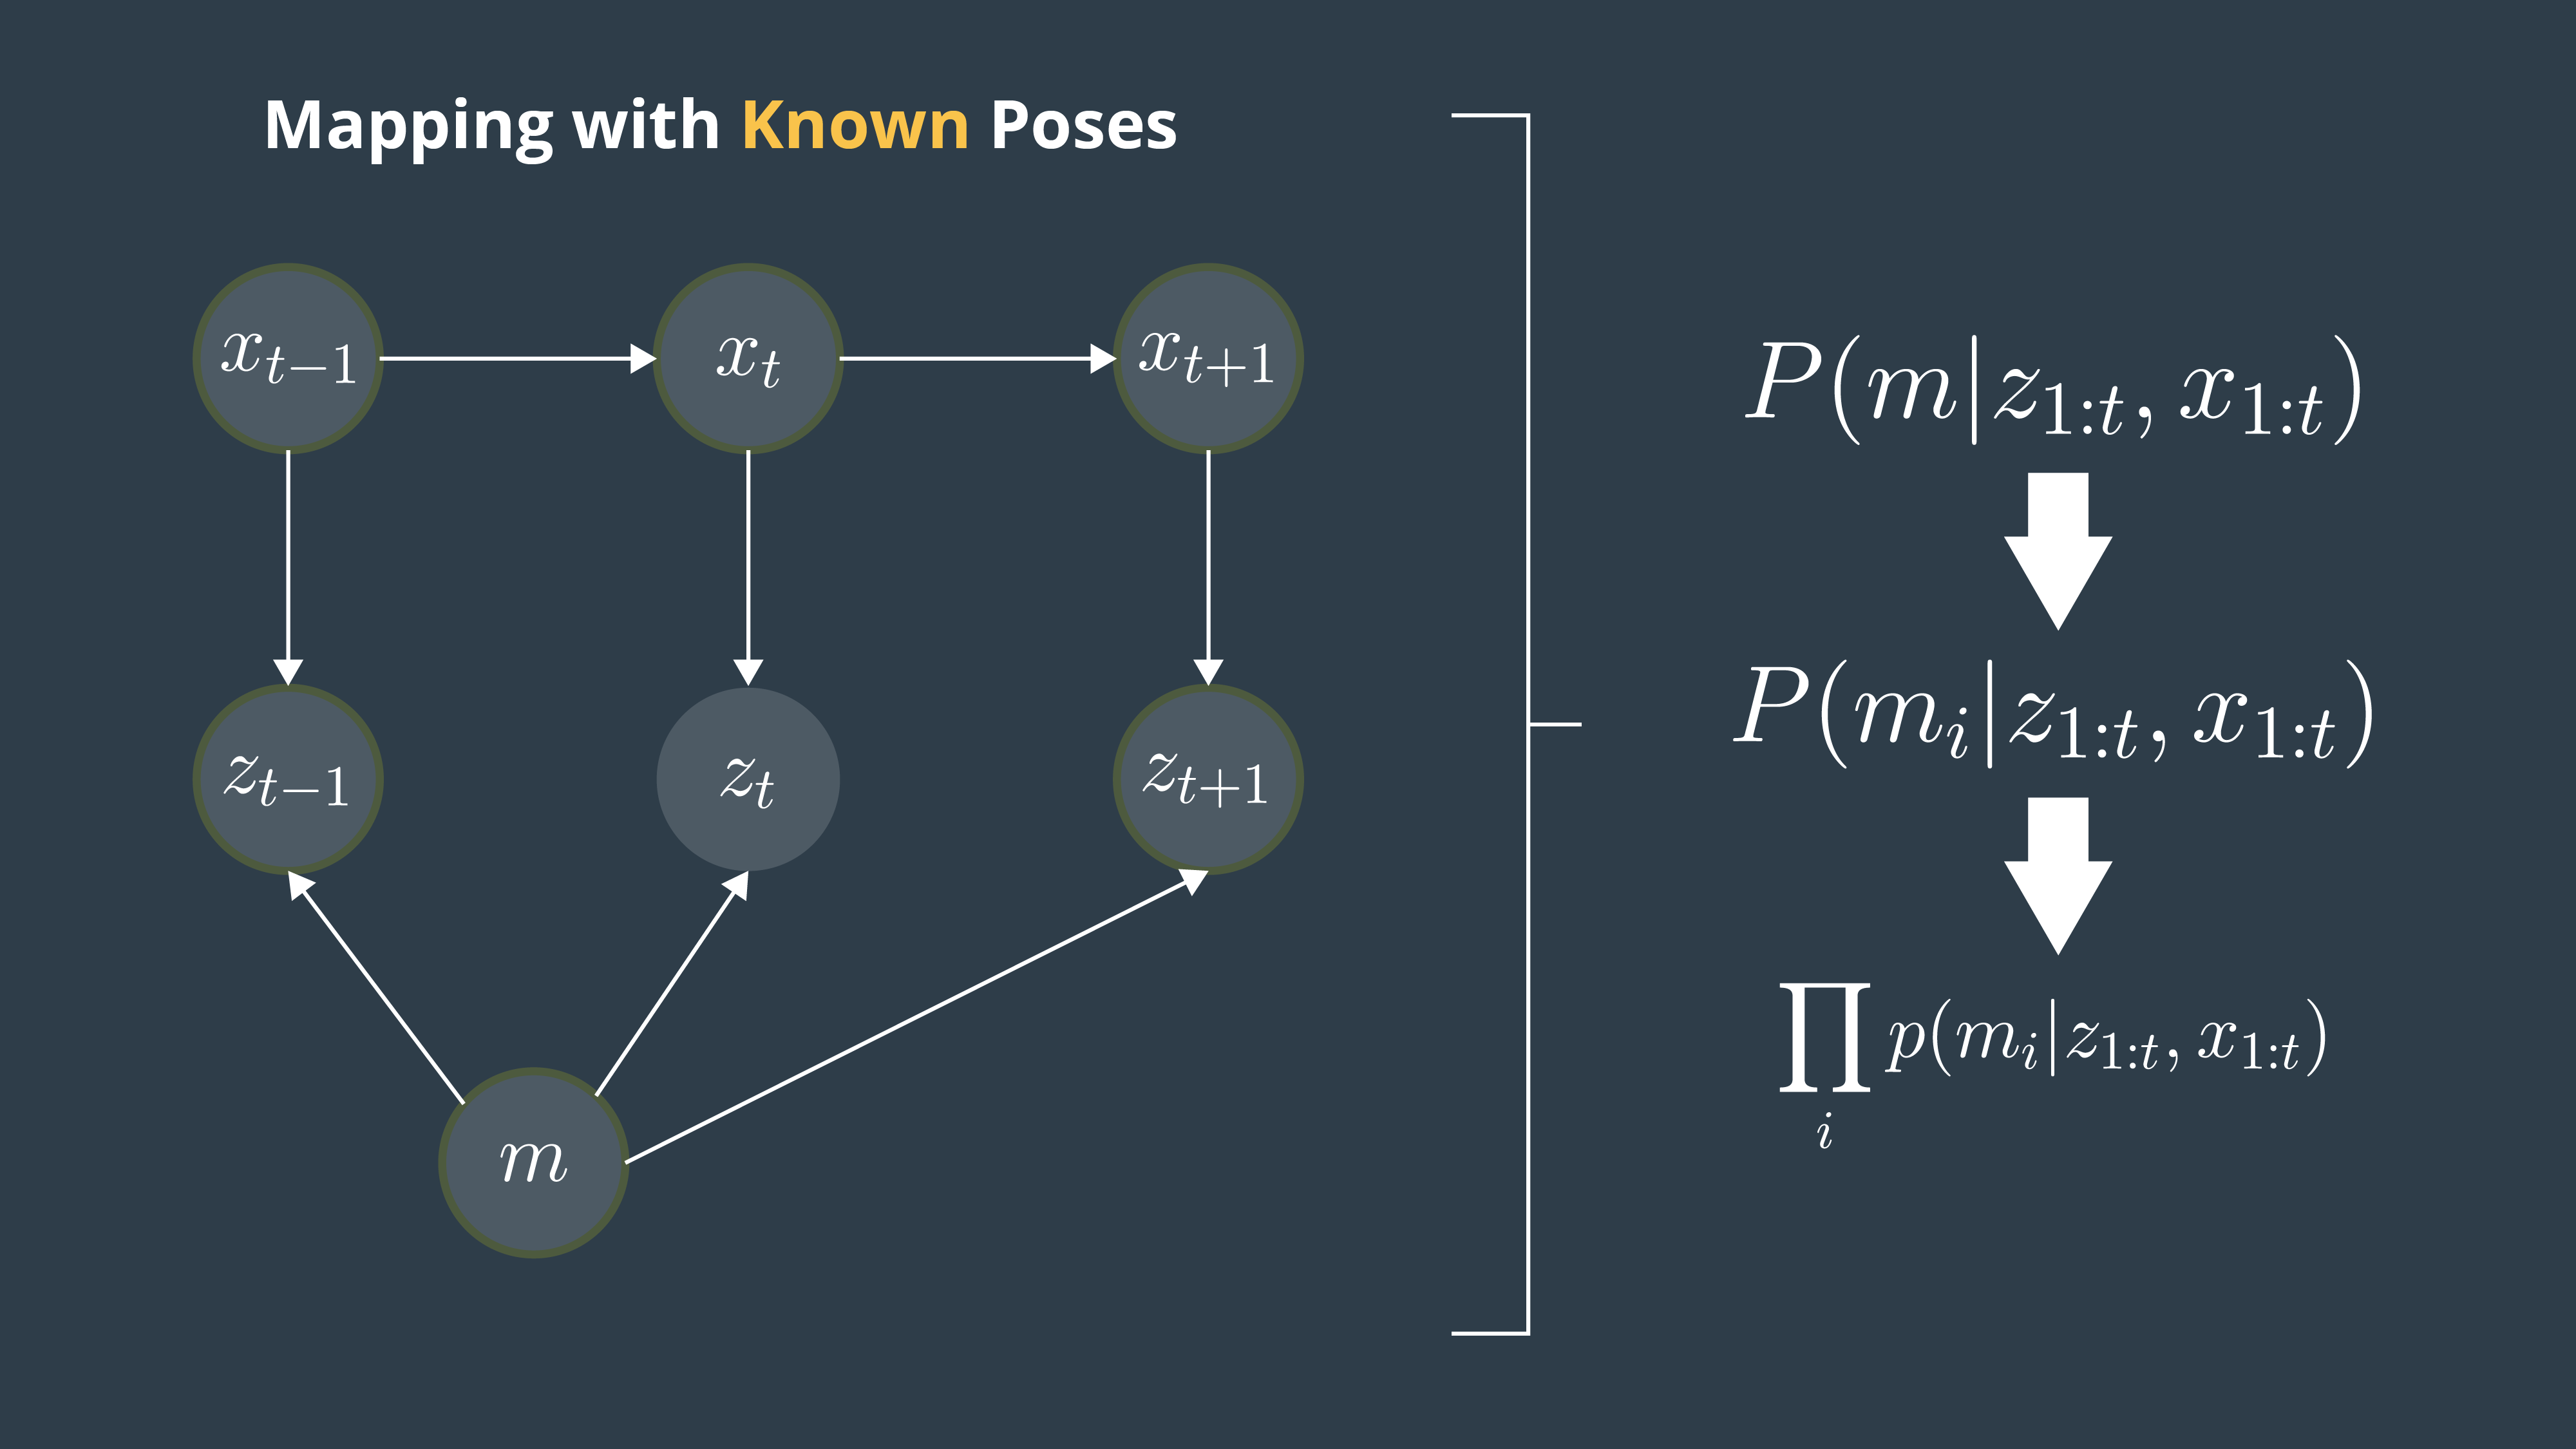 Mapping with Known Poses
x_{t-1} x_t x_{t+1}
z_{t-1} z_t z_{t+1}
m
P(m|z_{1:t}, x_{1:t})
P(m_i|z_{1:t}, x_{1:t})
∏_i p(m_i|z_{1:t}, x_{1:t})